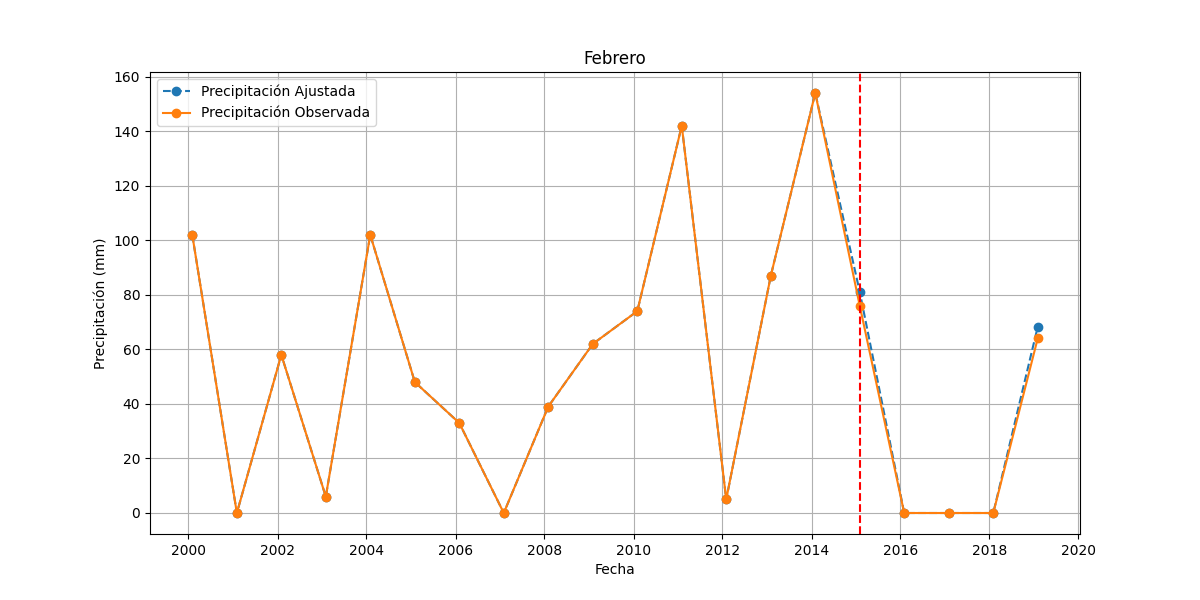 Febrero
Precipitación Ajustada
Precipitación Observada
Precipitación (mm)
160
140
120
100
80
60
40
20
0
2000 2002 2004 2006 2008 2010 2012 2014 2016 2018 2020
Fecha